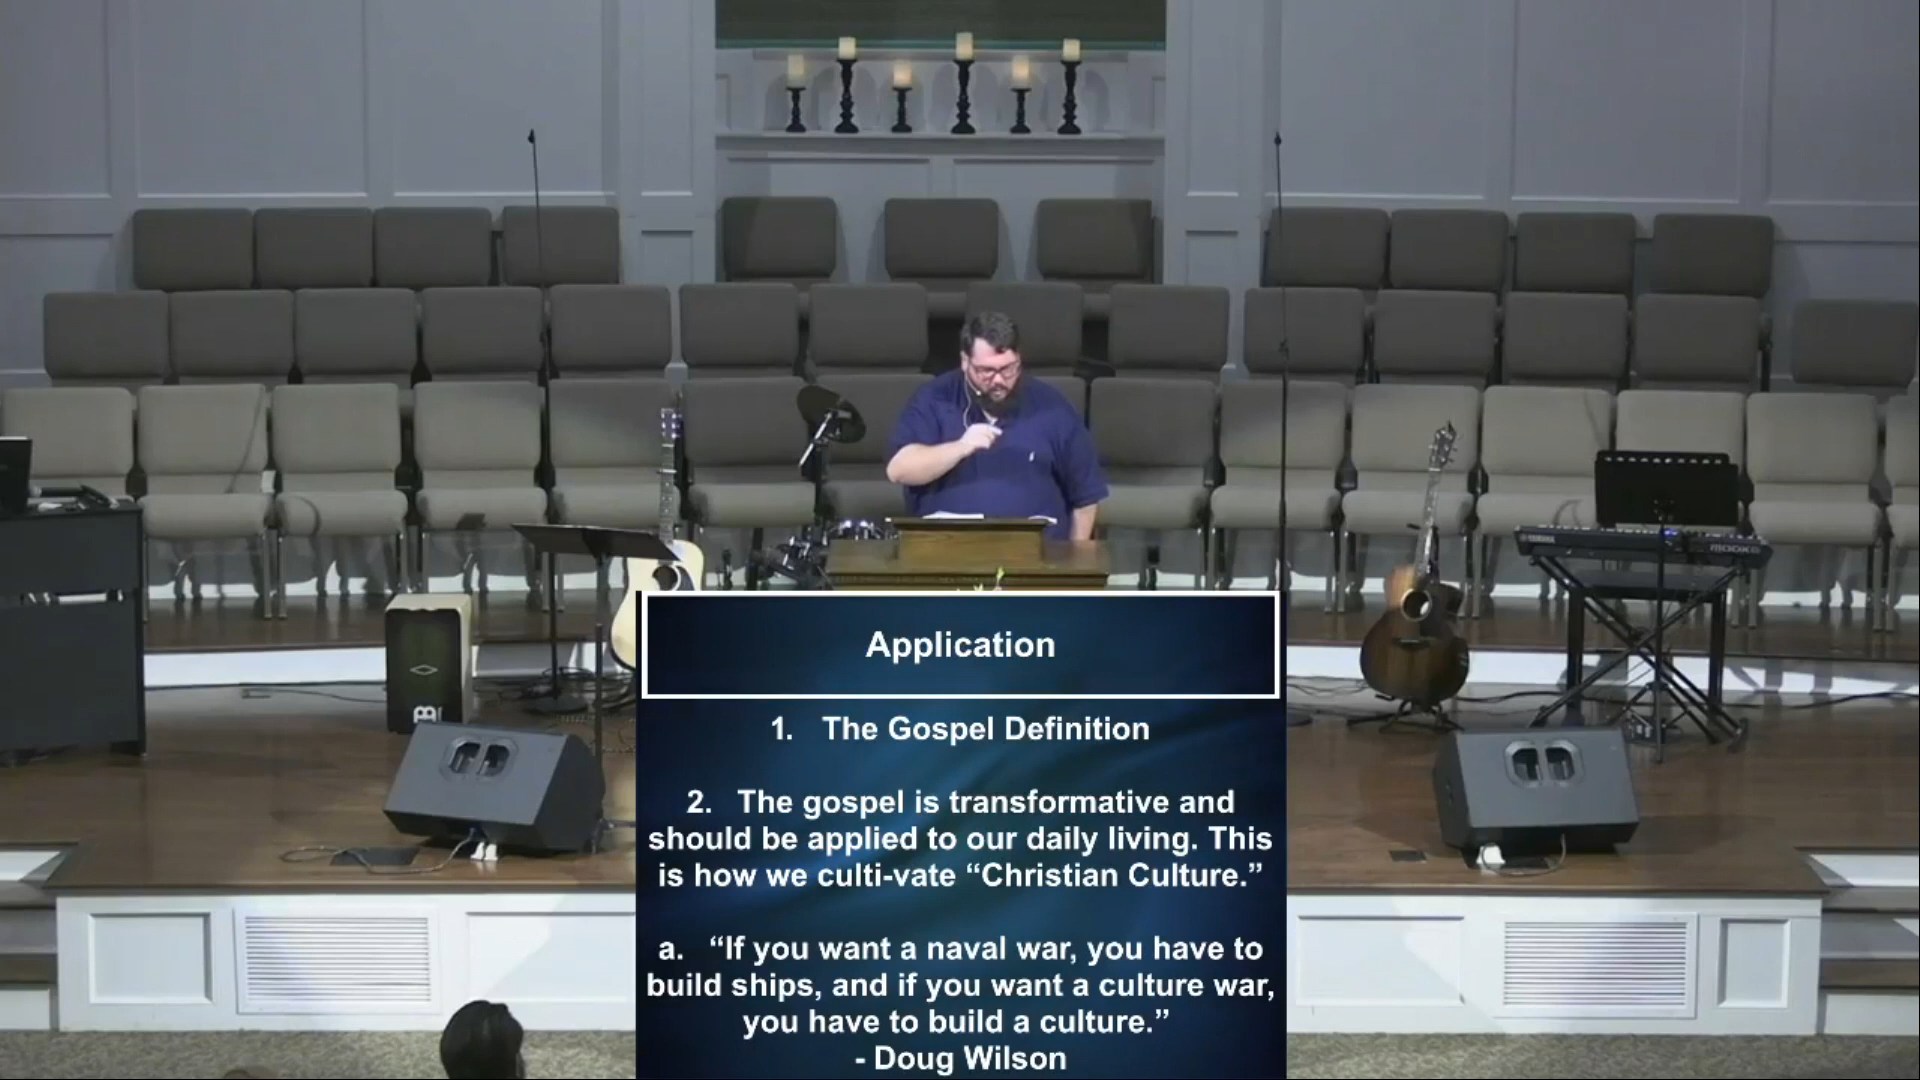 YAMAHA
MODX8
Application
1. The Gospel Definition
2. The gospel is transformative and
should be applied to our daily living. This
is how we culti-vate “Christian Culture.”
a. “If you want a naval war, you have to
build ships, and if you want a culture war,
you have to build a culture.”
- Doug Wilson